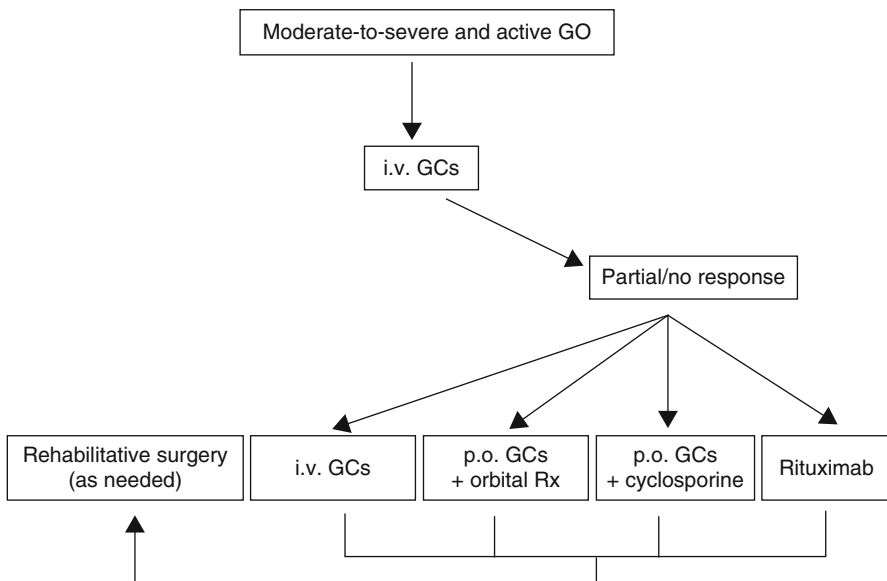 Moderate-to-severe and active GO
i.v. GCs
Partial/no response
Rehabilitative surgery
(as needed)
i.v. GCs
p.o. GCs
+ orbital Rx
p.o. GCs
+ cyclosporine
Rituximab